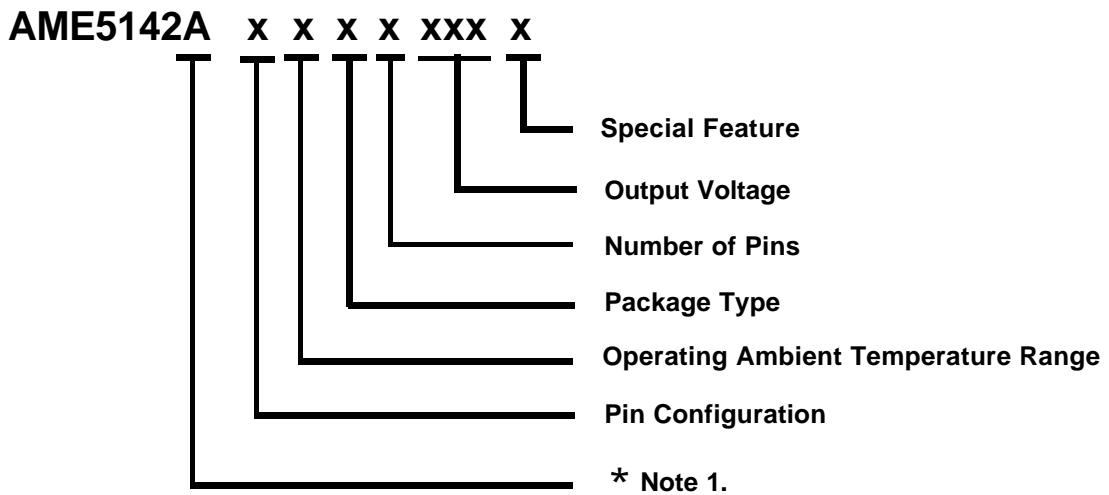 AME5142A x x x x xxx x
Special Feature
Output Voltage
Number of Pins
Package Type
Operating Ambient Temperature Range
Pin Configuration
* Note 1.